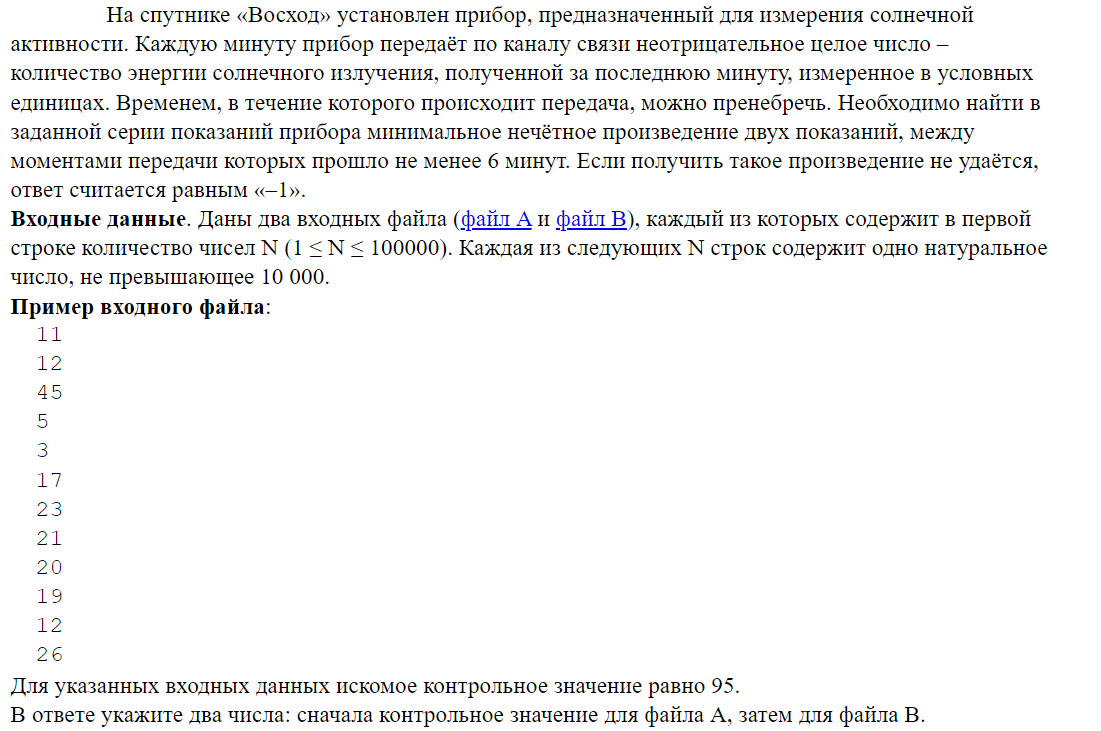 На спутнике «Восход» установлен прибор, предназначенный для измерения солнечной
активности. Каждую минуту прибор передаёт по каналу связи неотрицательное целое число –
количество энергии солнечного излучения, полученной за последнюю минуту, измеренное в условных
единицах. Временем, в течение которого происходит передача, можно пренебречь. Необходимо найти в
заданной серии показаний прибора минимальное нечётное произведение двух показаний, между
моментами передачи которых прошло не менее 6 минут. Если получить такое произведение не удаётся,
ответ считается равным «–1».
Входные данные. Даны два входных файла (файл A и файл B), каждый из которых содержит в первой
строке количество чисел N (1 ≤ N ≤ 100000). Каждая из следующих N строк содержит одно натуральное
число, не превышающее 10 000.
Пример входного файла:
11
12
45
5
3
17
23
21
20
19
12
26
Для указанных входных данных искомое контрольное значение равно 95.
В ответе укажите два числа: сначала контрольное значение для файла А, затем для файла B.